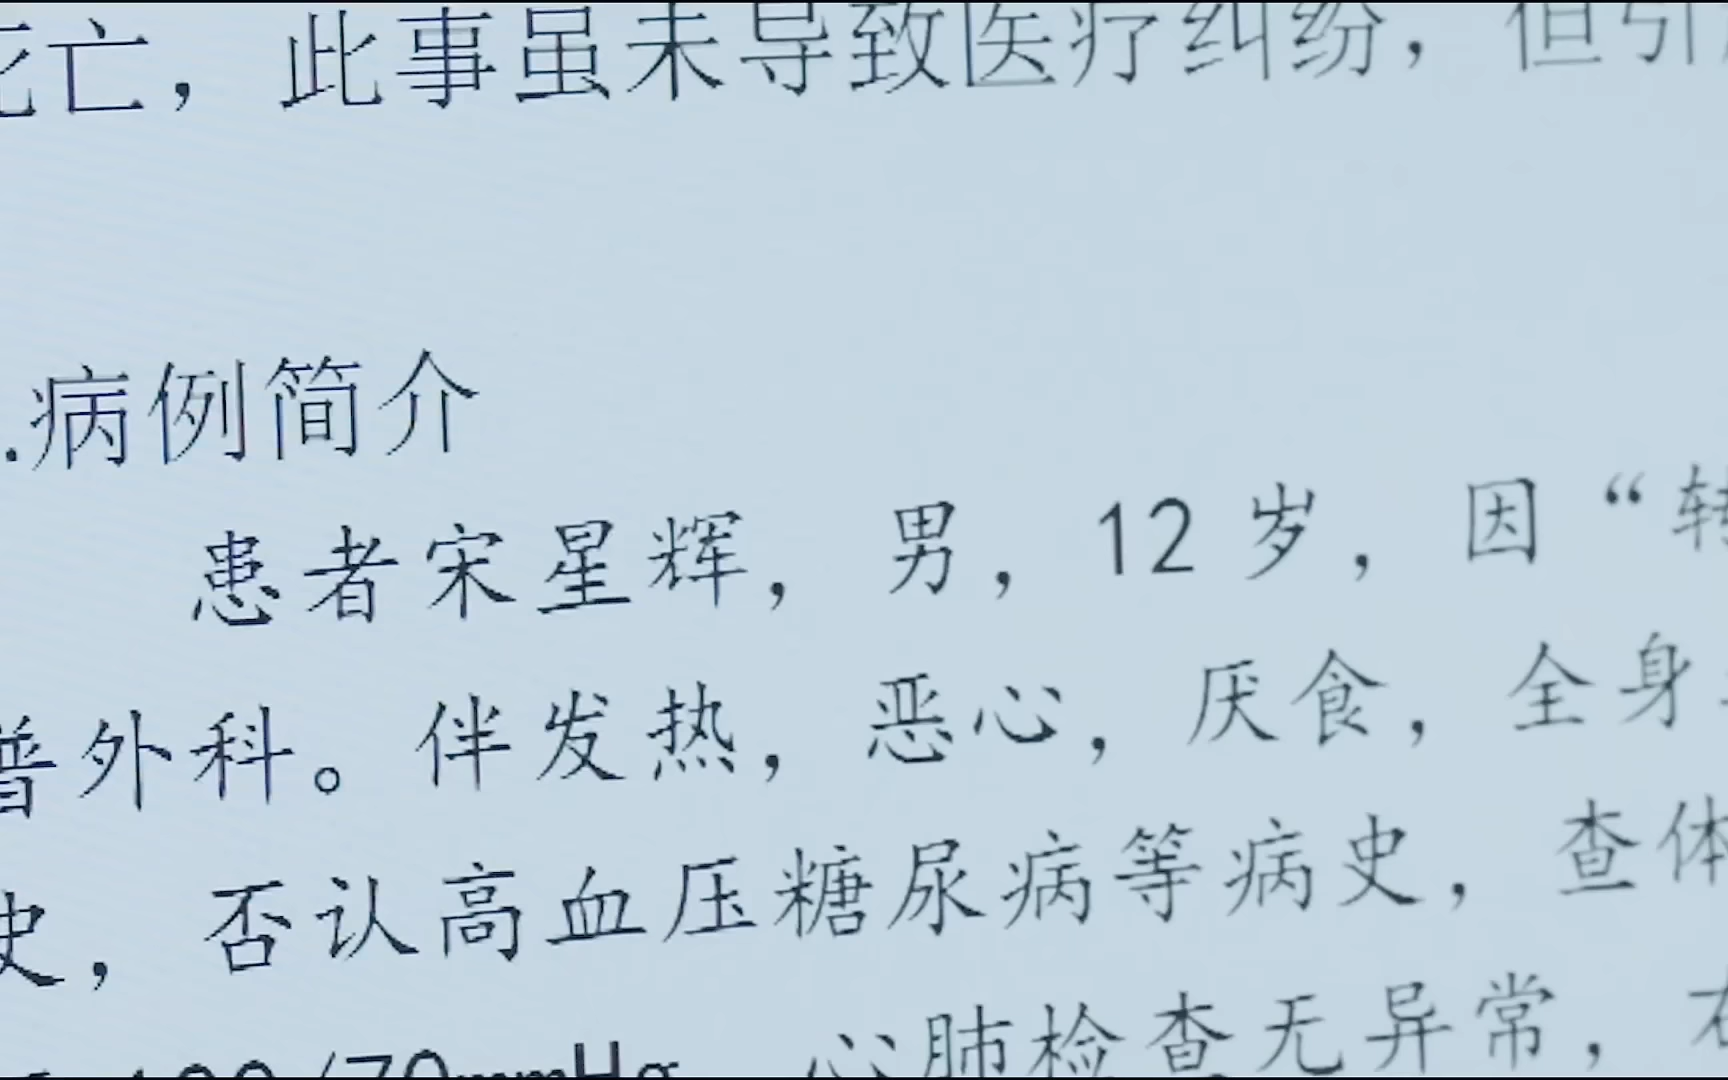 亡，此事虽未导致医疗纠纷，但引
.病例简介
患者宋星辉，男，12岁，因“转
普外科。伴发热，恶心，厌食，全身
史，否认高血压糖尿病等病史，查体
/70mmHg 心肺检查无异常，